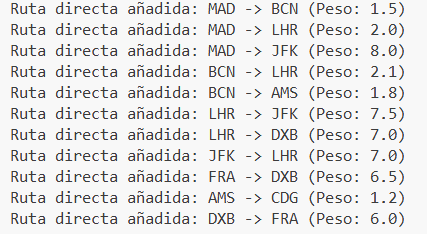 Ruta directa añadida: MAD -> BCN (Peso: 1.5)
Ruta directa añadida: MAD -> LHR (Peso: 2.0)
Ruta directa añadida: MAD -> JFK (Peso: 8.0)
Ruta directa añadida: BCN -> LHR (Peso: 2.1)
Ruta directa añadida: BCN -> AMS (Peso: 1.8)
Ruta directa añadida: LHR -> JFK (Peso: 7.5)
Ruta directa añadida: LHR -> DXB (Peso: 7.0)
Ruta directa añadida: JFK -> LHR (Peso: 7.0)
Ruta directa añadida: FRA -> DXB (Peso: 6.5)
Ruta directa añadida: AMS -> CDG (Peso: 1.2)
Ruta directa añadida: DXB -> FRA (Peso: 6.0)